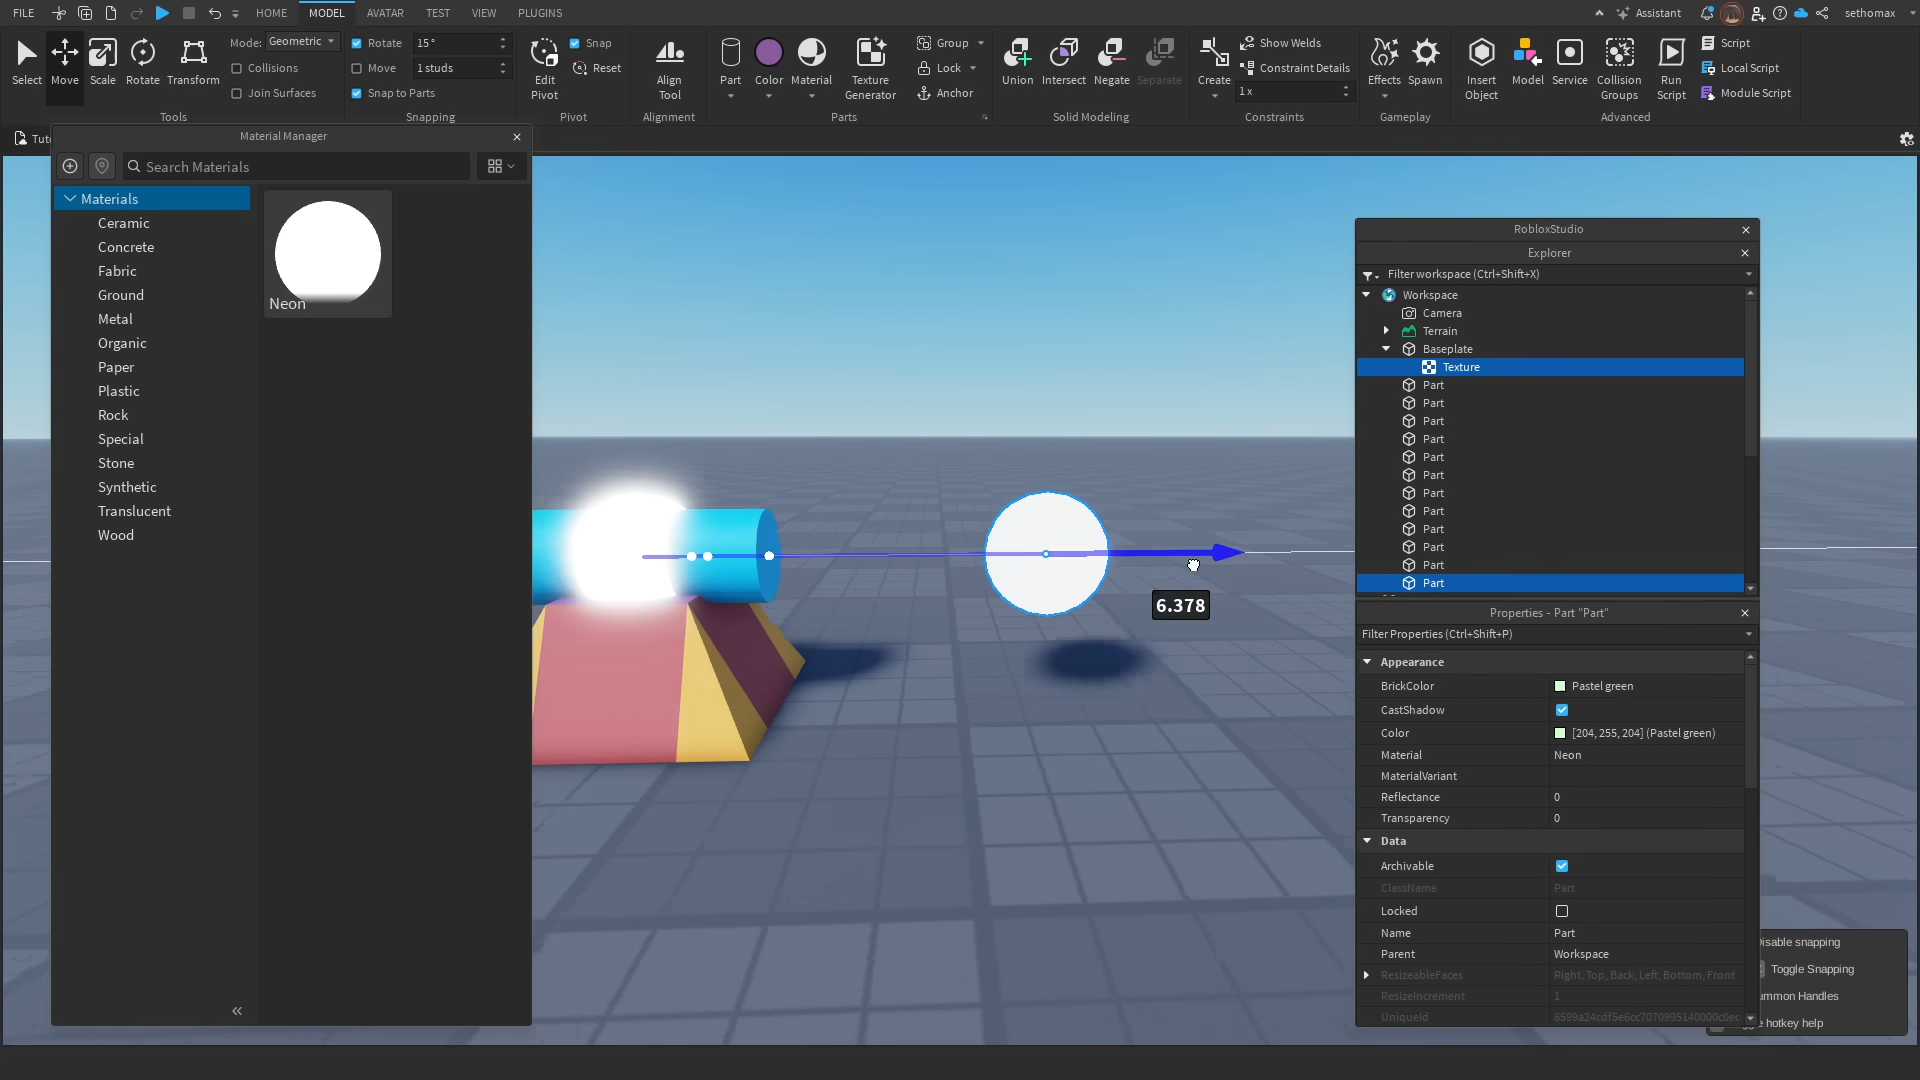 FILE HOME MODEL AVATAR TEST VIEW PLUGINS Assistant sethomax
Select Move Scale Rotate Transform
Mode: Geometric
Collisions
Join Surfaces
Tools
Rotate 15°
Move 1 studs
Snap to Parts
Snapping
Edit Pivot
Snap
Reset
Pivot
Align Tool
Alignment
Part Color Material Texture Generator
Group
Lock
Anchor
Parts
Union Intersect Negate Separate
Solid Modeling
Create
Show Welds
Constraint Details
1 x
Constraints
Effects Spawn
Gameplay
Insert Object Model Service Collision Groups Run Script
Script
Local Script
Module Script
Advanced
Tut
Material Manager
Search Materials
Materials
Ceramic
Concrete
Fabric
Ground
Metal
Organic
Paper
Plastic
Rock
Special
Stone
Synthetic
Translucent
Wood
Neon
6.378
RobloxStudio
Explorer
Filter workspace (Ctrl+Shift+X)
Workspace
Camera
Terrain
Baseplate
Texture
Part
Part
Part
Part
Part
Part
Part
Part
Part
Part
Part
Part
Properties - Part "Part"
Filter Properties (Ctrl+Shift+P)
Appearance
BrickColor Pastel green
CastShadow
Color [204, 255, 204] (Pastel green)
Material Neon
MaterialVariant
Reflectance 0
Transparency 0
Data
Archivable
ClassName Part
Locked
Name Part
Parent Workspace
ResizeableFaces Right, Top, Back, Left, Bottom, Front
ResizeIncrement 1
UniqueId 6599a24cdf5e6cc7070995140000c0ec
isable snapping
Toggle Snapping
mmon Handles
e hotkey help